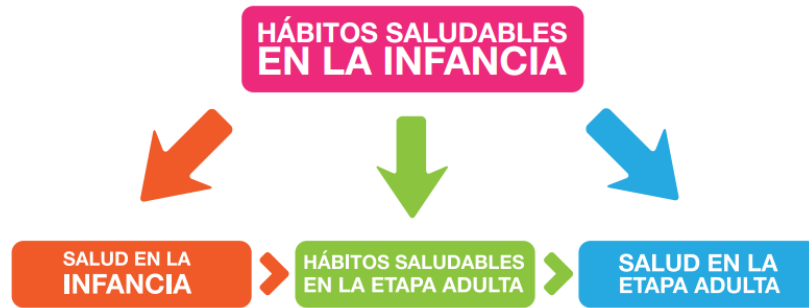 HÁBITOS SALUDABLES
EN LA INFANCIA
SALUD EN LA
INFANCIA
HÁBITOS SALUDABLES
EN LA ETAPA ADULTA
SALUD EN LA
ETAPA ADULTA